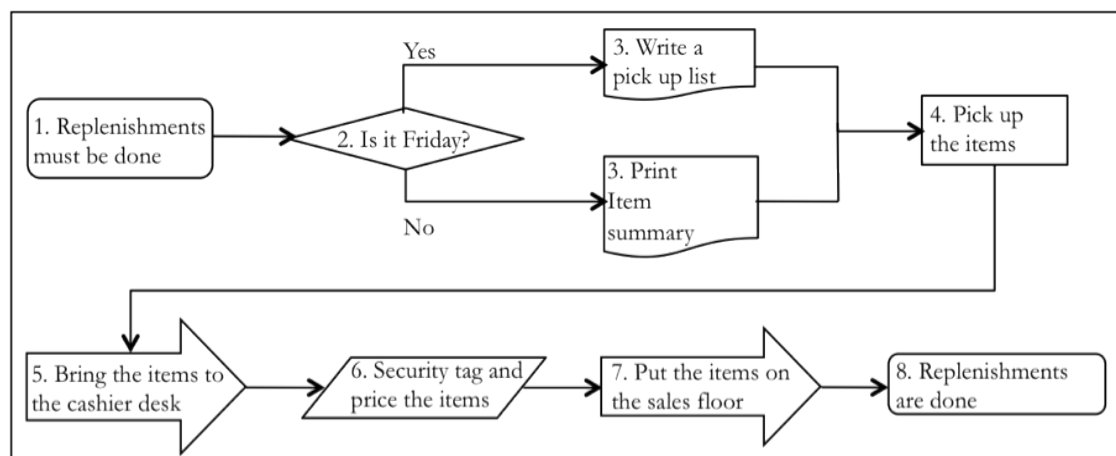 Yes
3. Write a
pick up list
1. Replenishments
must be done
2. Is it Friday?
4. Pick up
the items
3. Print
Item
summary
No
5. Bring the items to
the cashier desk
6. Security tag and
price the items
7. Put the items on
the sales floor
8. Replenishments
are done